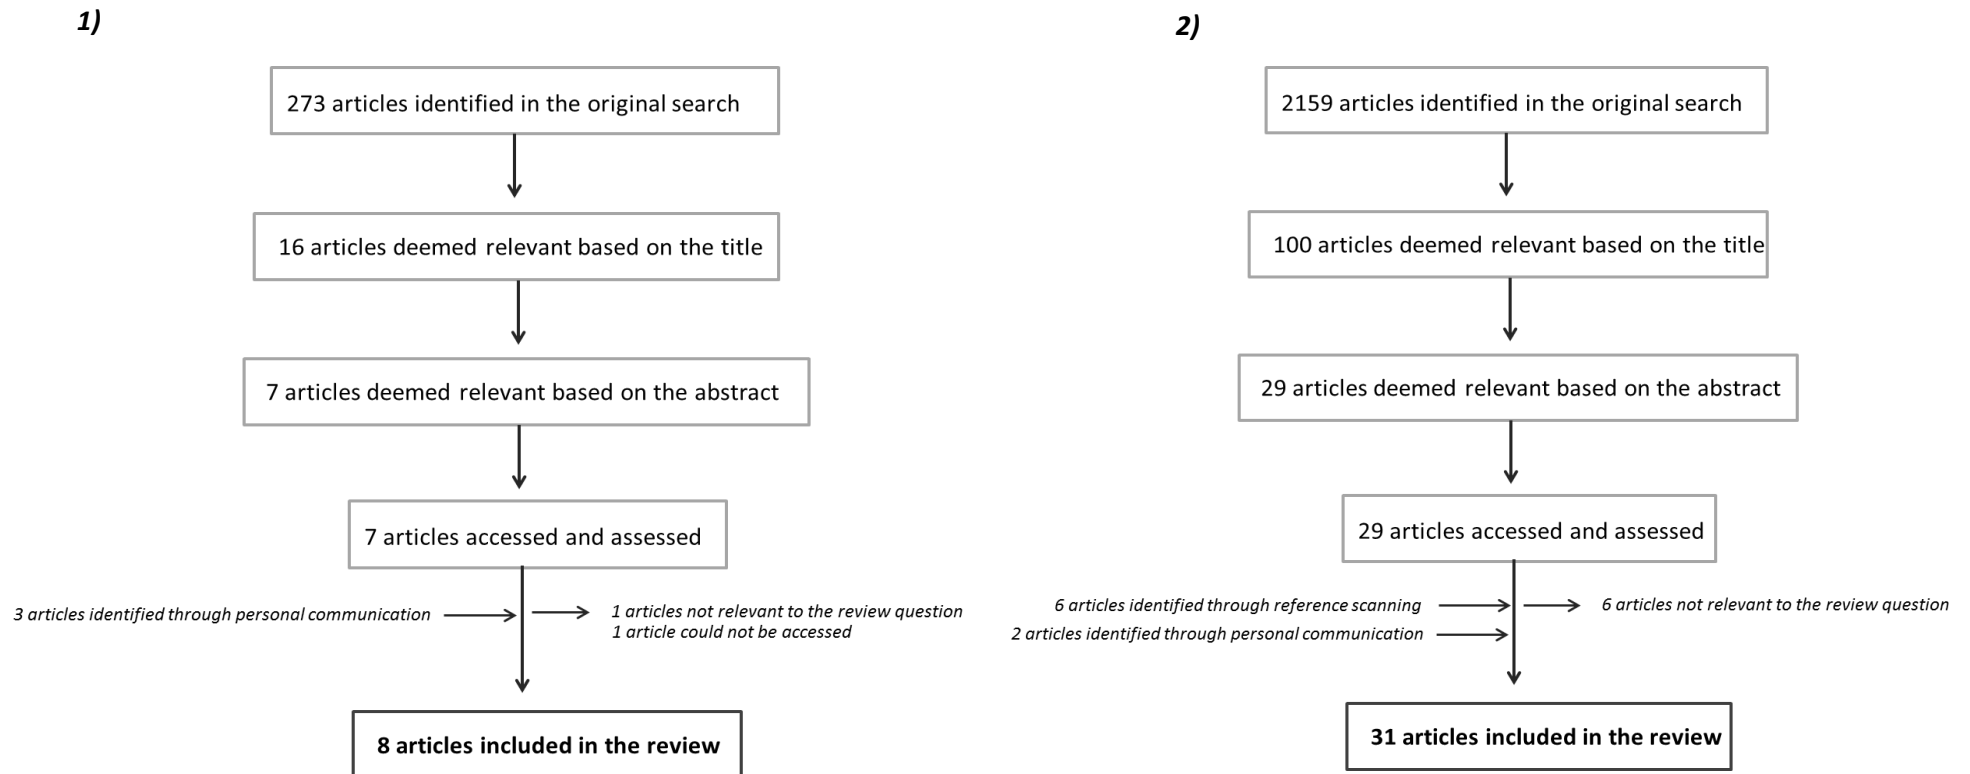 1)
273 articles identified in the original search
16 articles deemed relevant based on the title
7 articles deemed relevant based on the abstract
7 articles accessed and assessed
3 articles identified through personal communication
1 articles not relevant to the review question
1 article could not be accessed
8 articles included in the review
2)
2159 articles identified in the original search
100 articles deemed relevant based on the title
29 articles deemed relevant based on the abstract
29 articles accessed and assessed
6 articles identified through reference scanning
6 articles not relevant to the review question
2 articles identified through personal communication
31 articles included in the review